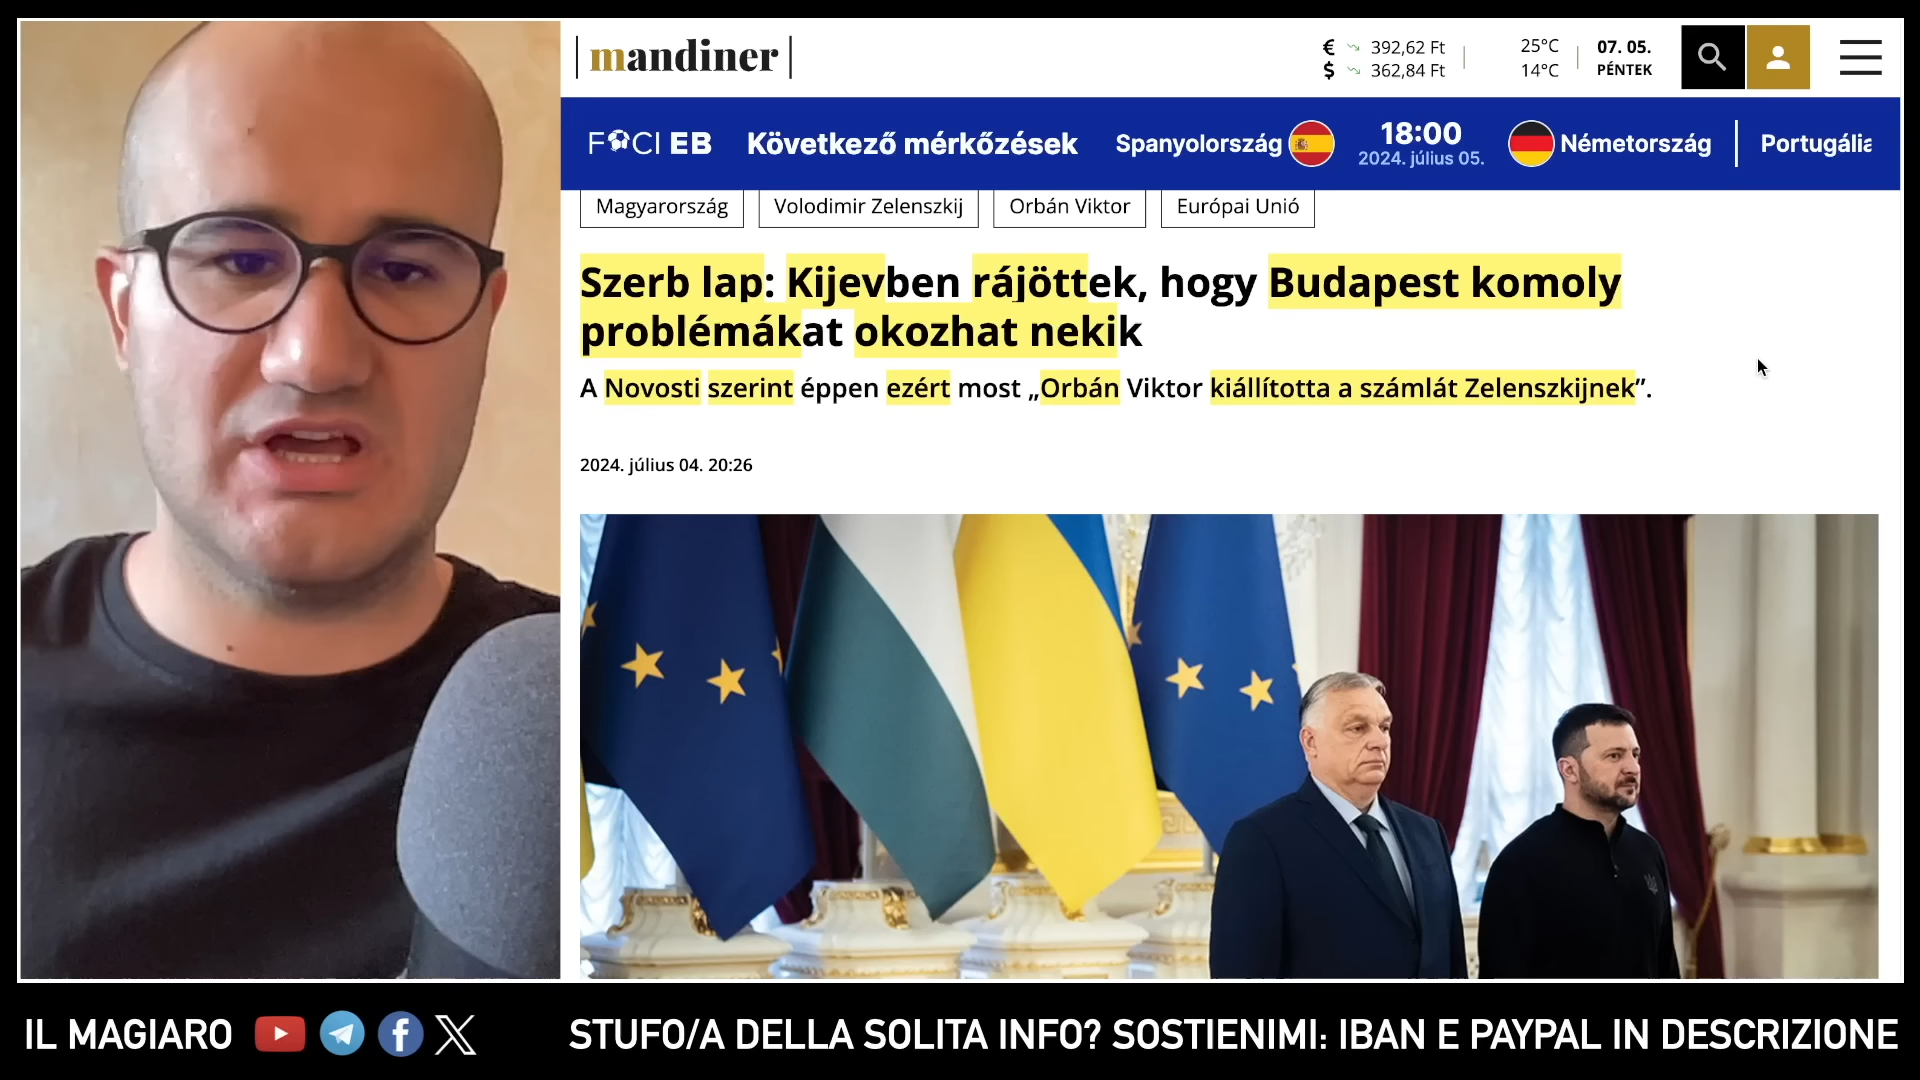 mandiner
€ 392,62 Ft
$ 362,84 Ft
25°C
14°C
07. 05.
PÉNTEK
FOCI EB Következő mérkőzések Spanyolország 18:00 Németország
2024. július 05.
Magyarország Volodimir Zelenszkij Orbán Viktor Európai Unió
Szerb lap: Kijevben rájöttek, hogy Budapest komoly
problémákat okozhat nekik
A Novosti szerint éppen ezért most „Orbán Viktor kiállította a számlát Zelenszkijnek”.
2024. július 04. 20:26
IL MAGIARO
STUFO/A DELLA SOLITA INFO? SOSTIENIMI: IBAN E PAYPAL IN DESCRIZIONE